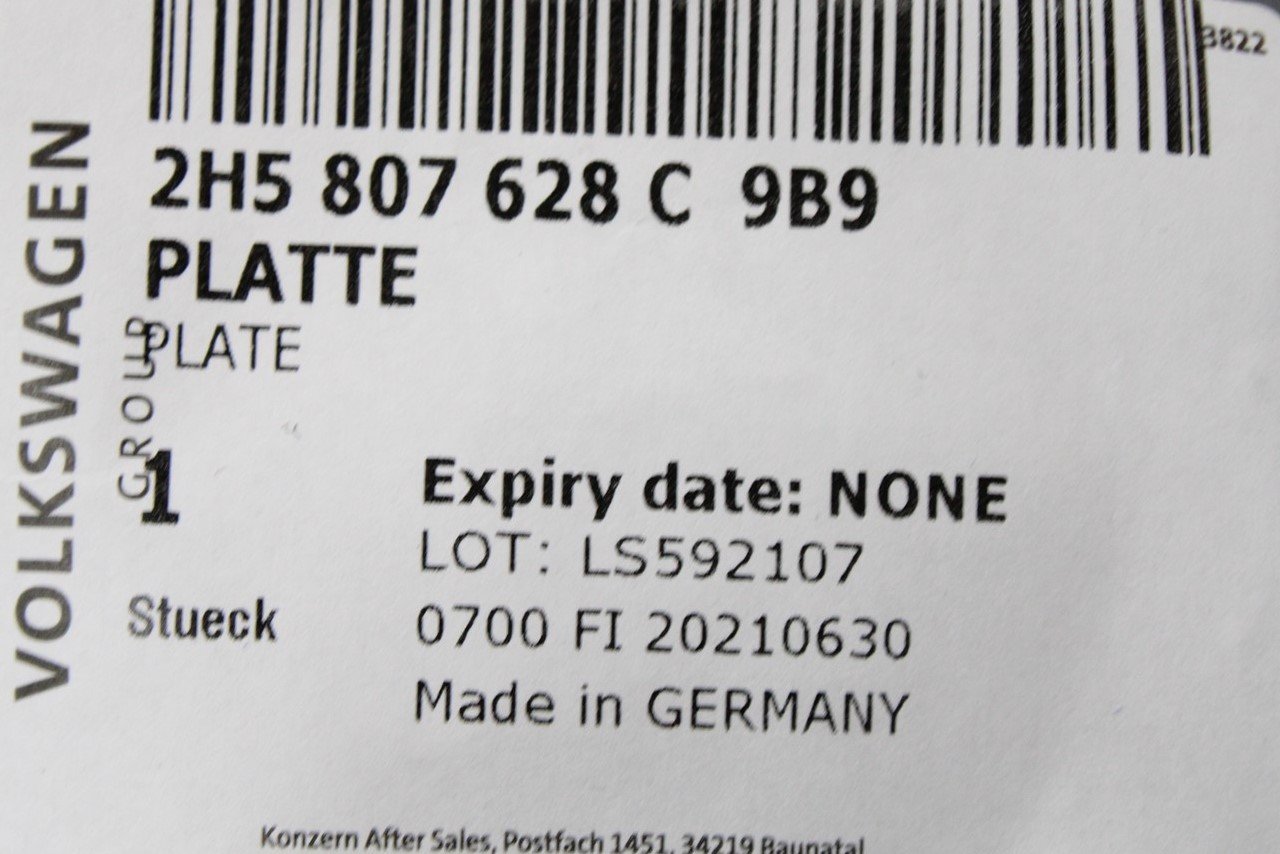 3822
2H5 807 628 C 9B9
PLATTE
PLATE
VOLKSWAGEN
GROUP
1
Expiry date: NONE
LOT: LS592107
Stueck
0700 FI 20210630
Made in GERMANY
Konzern After Sales, Postfach 1451, 34219 Baunatal